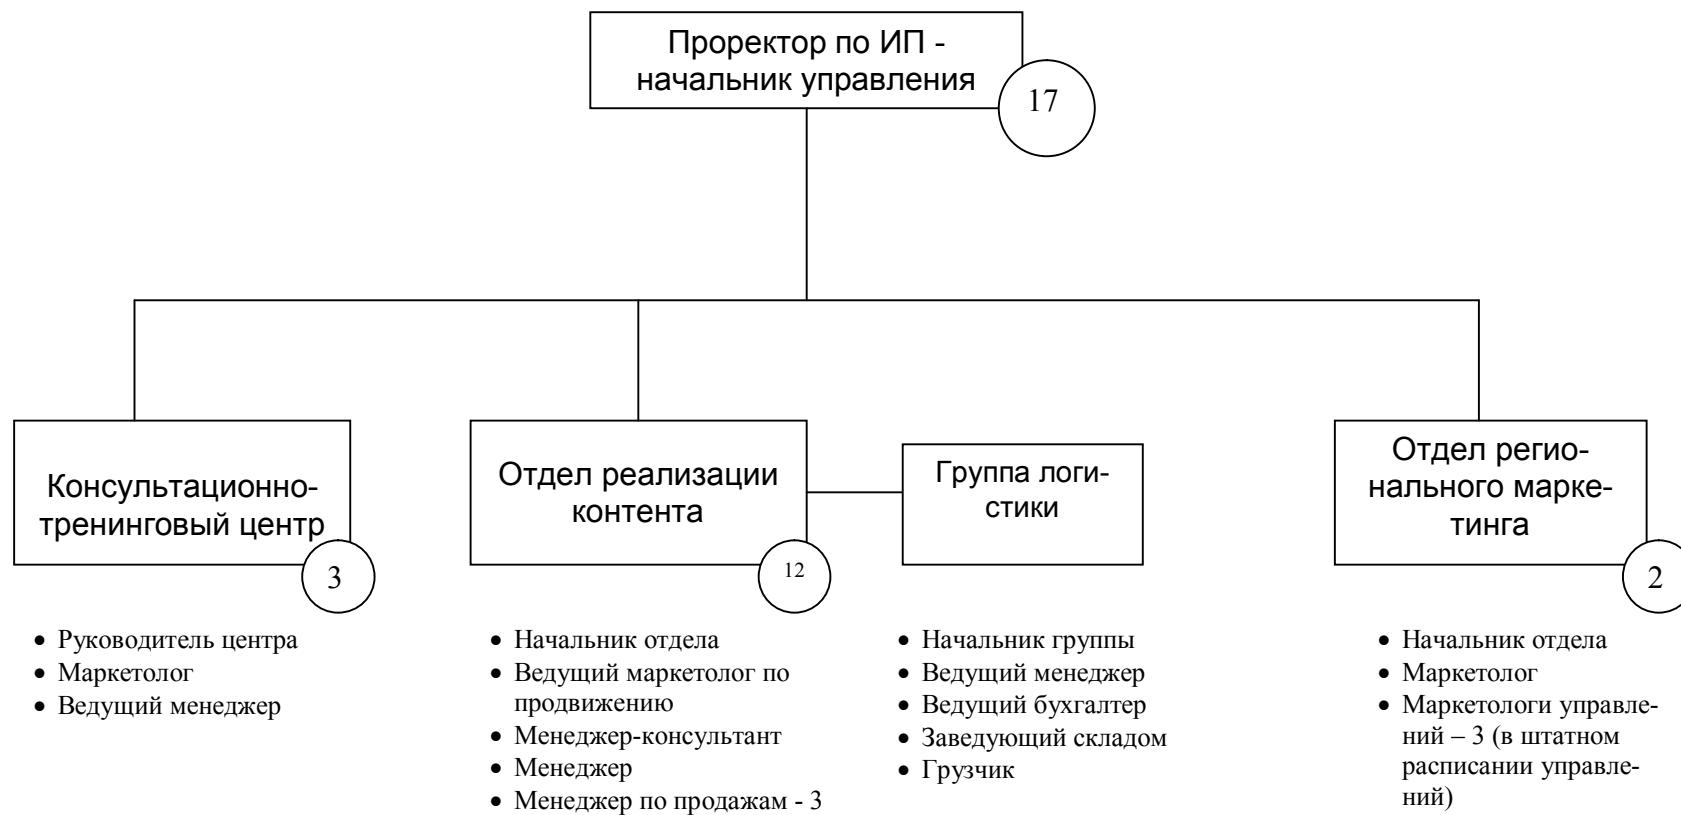 Проректор по ИП -
начальник управления
17
Консультационно-
тренинговый центр
3
Отдел реализации
контента
12
Группа логи-
стики
Отдел регио-
нального марке-
тинга
2
• Руководитель центра
• Маркетолог
• Ведущий менеджер
• Начальник отдела
• Ведущий маркетолог по
продвижению
• Менеджер-консультант
• Менеджер
• Менеджер по продажам - 3
• Начальник группы
• Ведущий менеджер
• Ведущий бухгалтер
• Заведующий складом
• Грузчик
• Начальник отдела
• Маркетолог
• Маркетологи управле-
ний – 3 (в штатном
расписании управле-
ний)